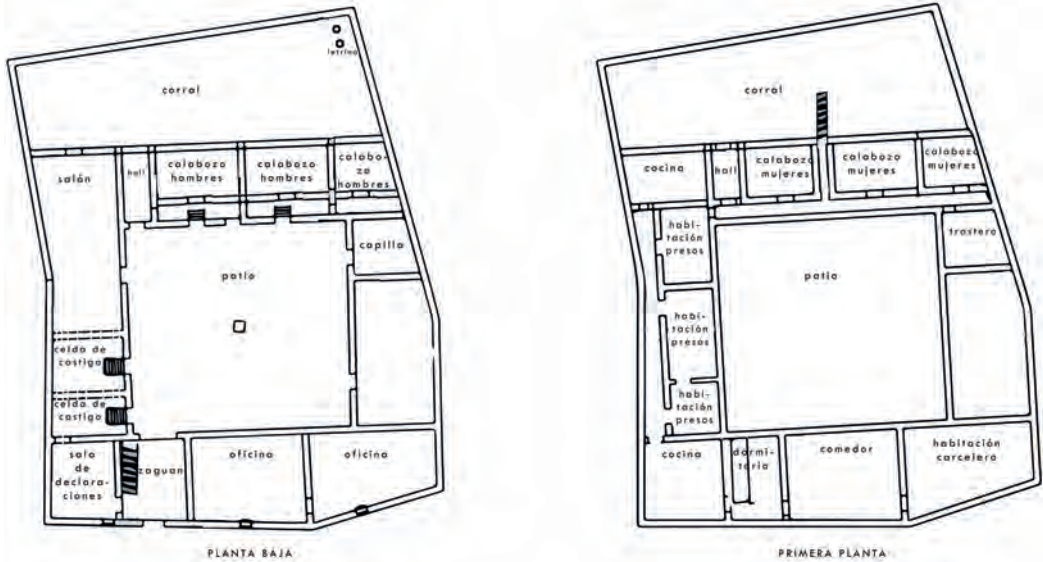 letrina
corral
salón
hall
calabozo
hombres
calabozo
hombres
calabo-
zo
hombres
capilla
patio
celda de
castigo
celda de
castigo
sala
de
declara-
ciones
zaguan
oficina
oficina
PLANTA BAJA
corral
cocina
hall
calabozo
mujeres
calabozo
mujeres
calabozo
mujeres
habi-
tación
presos
trastero
patio
habi-
tación
presos
habi-
tación
presos
cocina
dormi-
torio
comedor
habitación
carcelero
PRIMERA PLANTA